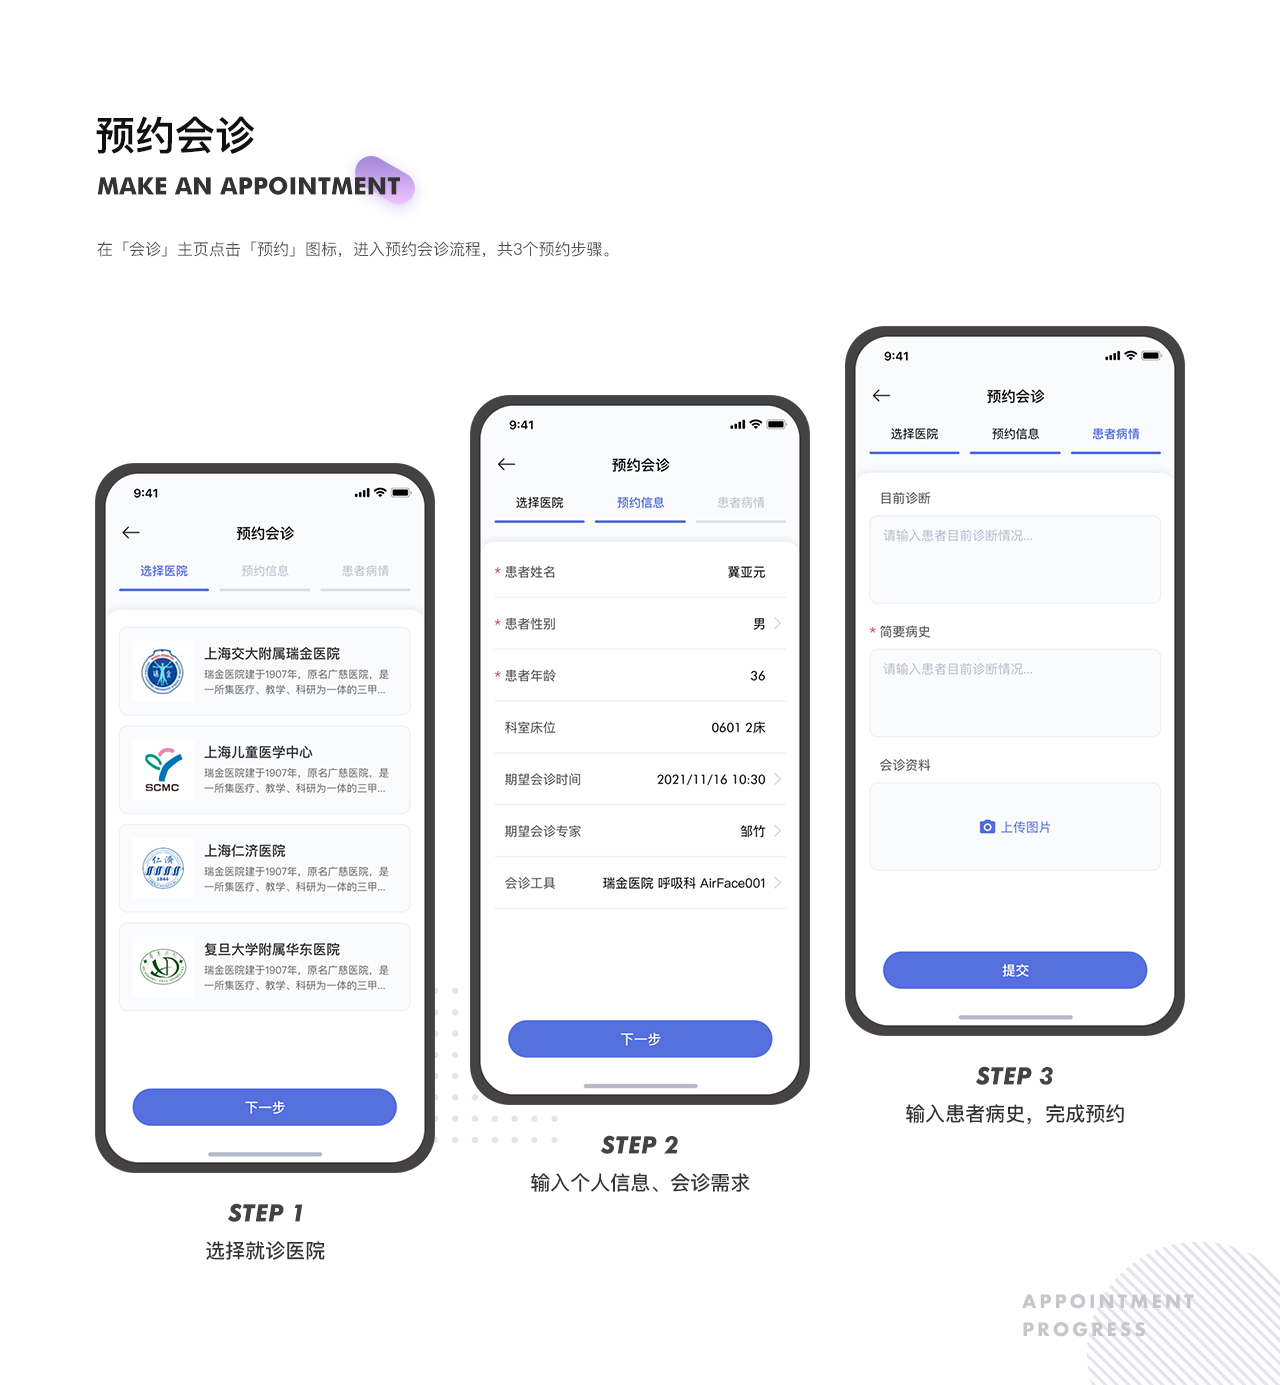 预约会诊
MAKE AN APPOINTMENT
在「会诊」主页点击「预约」图标，进入预约会诊流程，共3个预约步骤。
9:41
预约会诊
选择医院 预约信息 患者病情
上海交大附属瑞金医院
瑞金医院建于1907年，原名广慈医院，是
一所集医疗、教学、科研为一体的三甲...
SCMC
上海儿童医学中心
瑞金医院建于1907年，原名广慈医院，是
一所集医疗、教学、科研为一体的三甲...
仁济
1844
上海仁济医院
瑞金医院建于1907年，原名广慈医院，是
一所集医疗、教学、科研为一体的三甲...
复旦大学附属华东医院
瑞金医院建于1907年，原名广慈医院，是
一所集医疗、教学、科研为一体的三甲...
下一步
STEP 1
选择就诊医院
9:41
预约会诊
选择医院 预约信息 患者病情
* 患者姓名 冀亚元
* 患者性别 男
* 患者年龄 36
科室床位 0601 2床
期望会诊时间 2021/11/16 10:30
期望会诊专家 邹竹
会诊工具 瑞金医院 呼吸科 AirFace001
下一步
STEP 2
输入个人信息、会诊需求
9:41
预约会诊
选择医院 预约信息 患者病情
目前诊断
请输入患者目前诊断情况...
* 简要病史
请输入患者目前诊断情况...
会诊资料
上传图片
提交
STEP 3
输入患者病史，完成预约
APPOINTMENT
PROGRESS